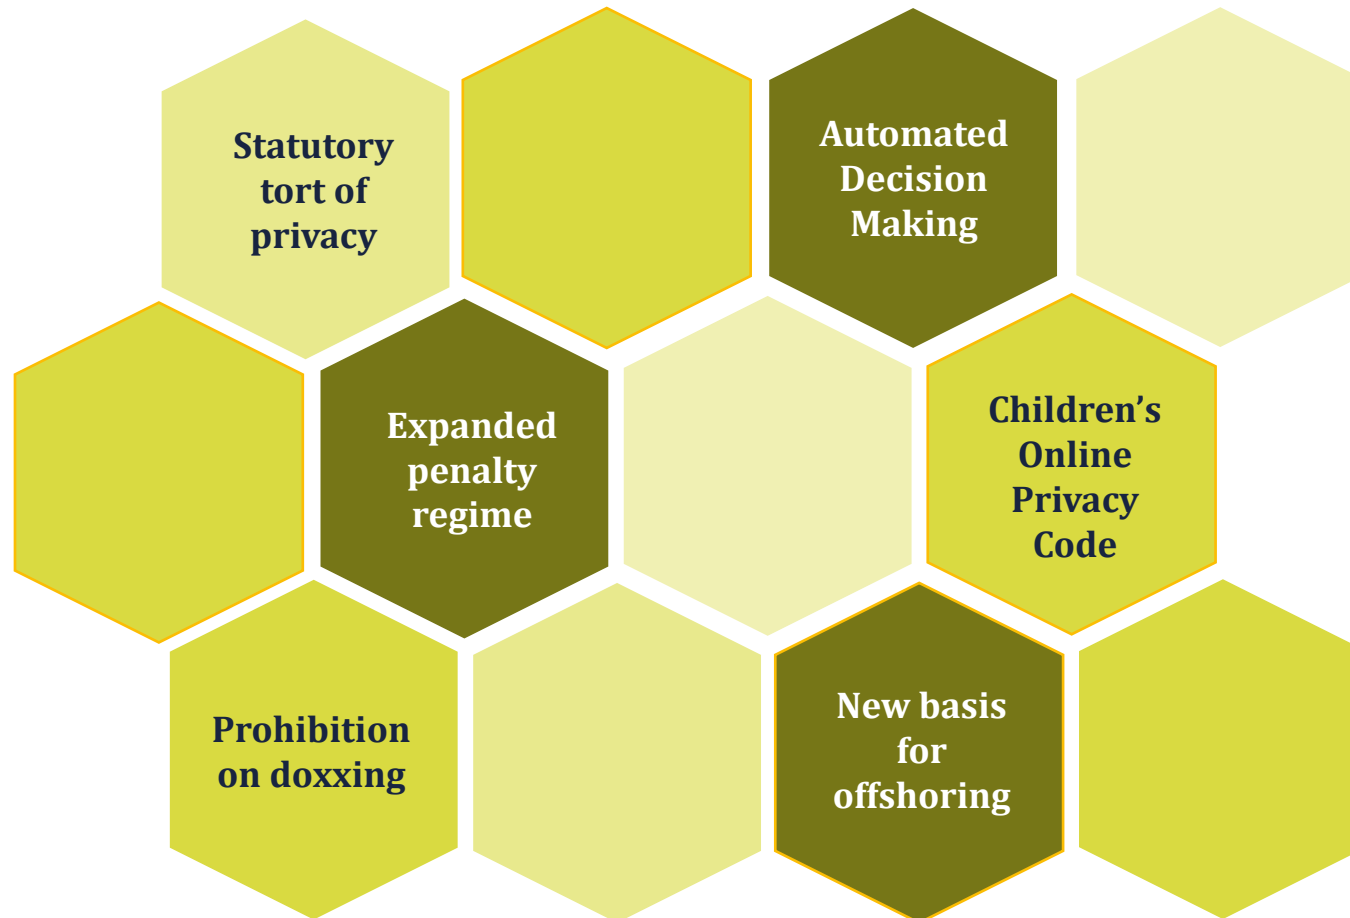 Statutory
tort of
privacy
Automated
Decision
Making
Expanded
penalty
regime
Children’s
Online
Privacy
Code
Prohibition
on doxxing
New basis
for
offshoring